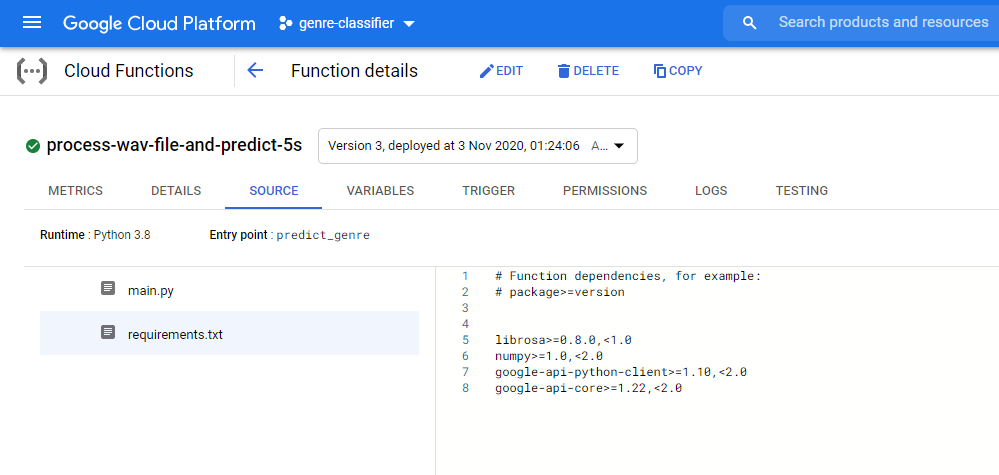 Google Cloud Platform genre-classifier Search products and resources
Cloud Functions Function details EDIT DELETE COPY
process-wav-file-and-predict-5s Version 3, deployed at 3 Nov 2020, 01:24:06 A...
METRICS DETAILS SOURCE VARIABLES TRIGGER PERMISSIONS LOGS TESTING
Runtime : Python 3.8 Entry point : predict_genre
main.py
requirements.txt
1 # Function dependencies, for example:
2 # package>=version
3
4
5 librosa>=0.8.0,<1.0
6 numpy>=1.0,<2.0
7 google-api-python-client>=1.10,<2.0
8 google-api-core>=1.22,<2.0